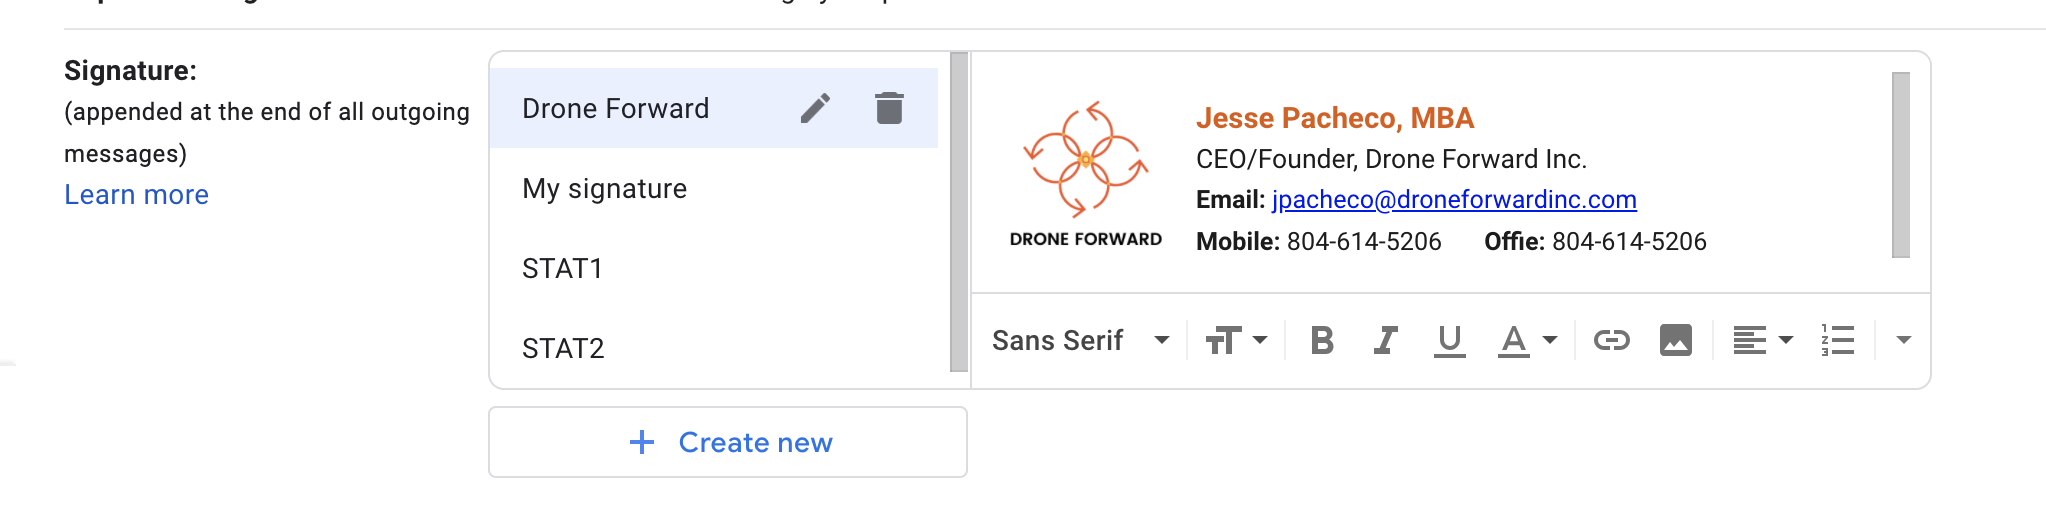 Signature:
(appended at the end of all outgoing
messages)
Learn more
Drone Forward
My signature
STAT1
STAT2
Create new
DRONE FORWARD
Jesse Pacheco, MBA
CEO/Founder, Drone Forward Inc.
Email: jpacheco@droneforwardinc.com
Mobile: 804-614-5206 Offie: 804-614-5206
Sans Serif